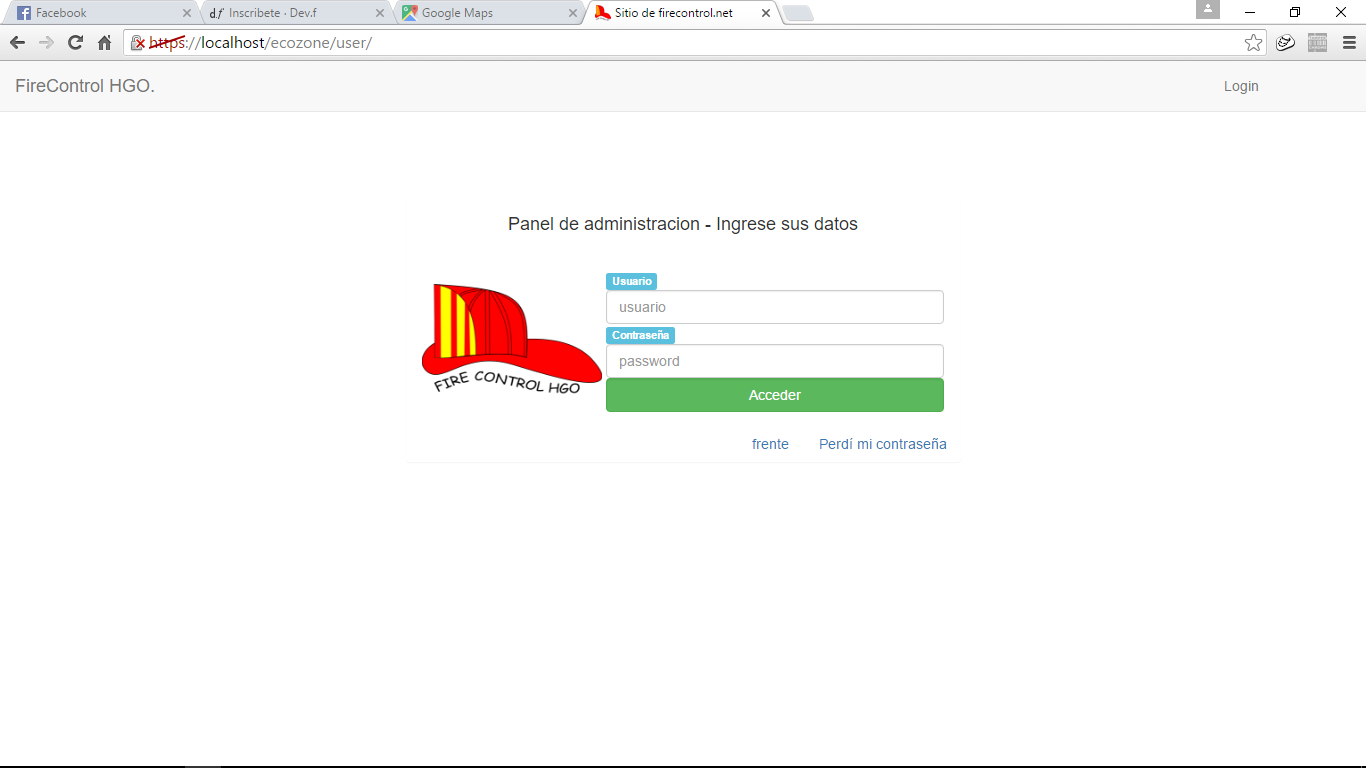 Facebook
Inscribete · Dev.f
Google Maps
Sitio de firecontrol.net
https://localhost/ecozone/user/
FireControl HGO.
Login
Panel de administracion - Ingrese sus datos
Usuario
usuario
Contraseña
password
Acceder
FIRE CONTROL HGO
frente
Perdí mi contraseña